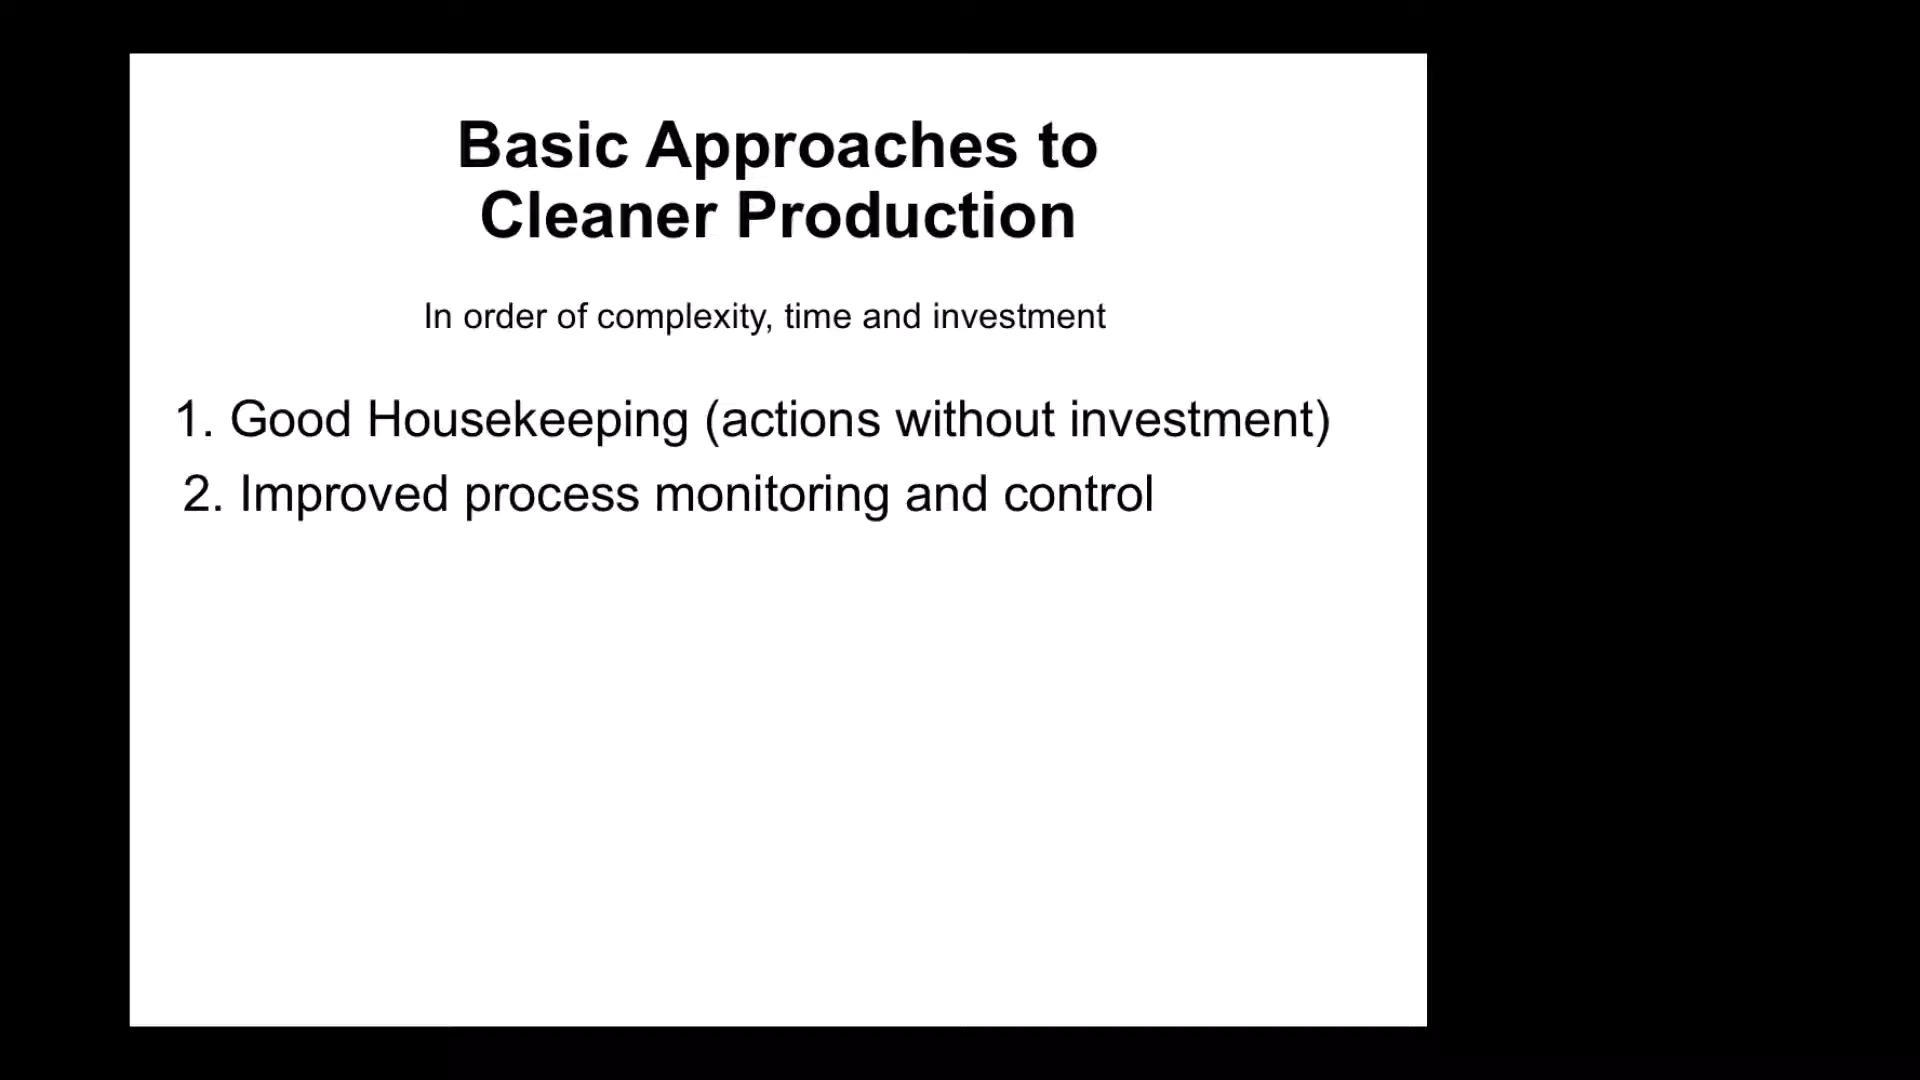 Basic Approaches to
Cleaner Production
In order of complexity, time and investment
1. Good Housekeeping (actions without investment)
2. Improved process monitoring and control